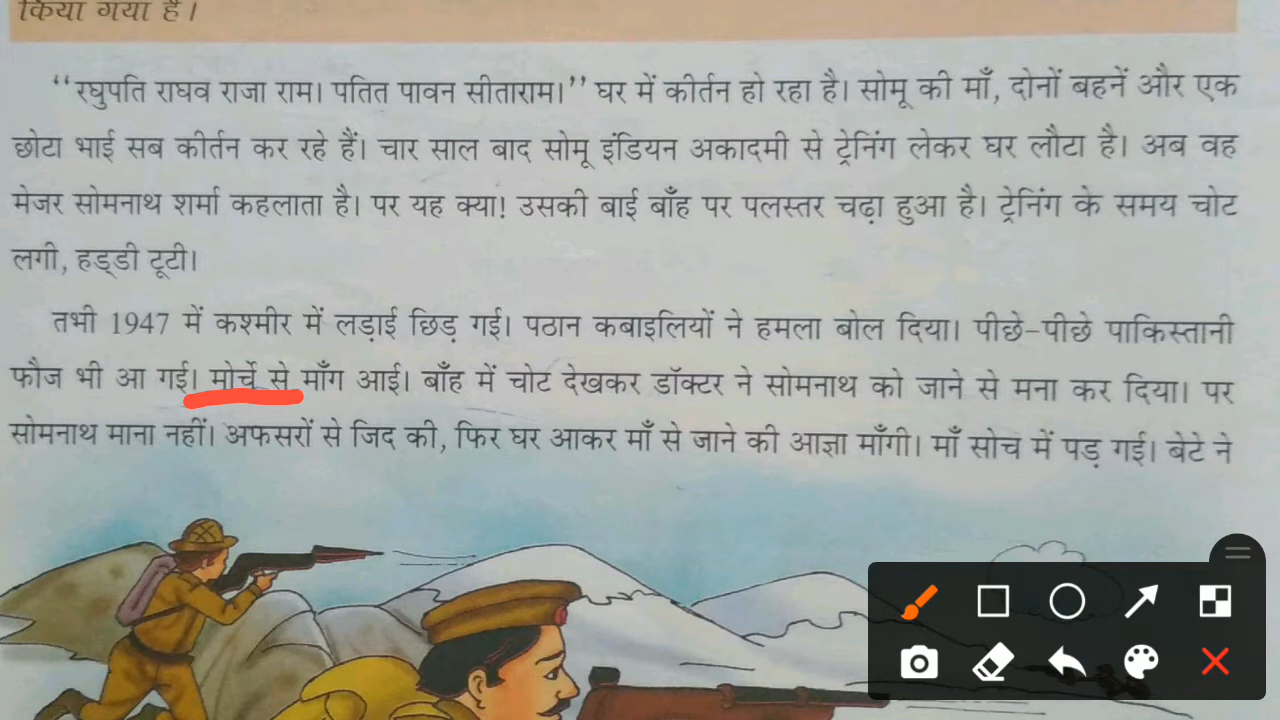 किया गया है।
“रघुपति राघव राजा राम। पतित पावन सीताराम।” घर में कीर्तन हो रहा है। सोमू की माँ, दोनों बहनें और एक
छोटा भाई सब कीर्तन कर रहे हैं। चार साल बाद सोमू इंडियन अकादमी से ट्रेनिंग लेकर घर लौटा है। अब वह
मेजर सोमनाथ शर्मा कहलाता है। पर यह क्या! उसकी बाईं बाँह पर पलस्तर चढ़ा हुआ है। ट्रेनिंग के समय चोट
लगी, हड्डी टूटी।
तभी 1947 में कश्मीर में लड़ाई छिड़ गई। पठान कबाइलियों ने हमला बोल दिया। पीछे-पीछे पाकिस्तानी
फौज भी आ गई। मोर्चे से माँग आई। बाँह में चोट देखकर डॉक्टर ने सोमनाथ को जाने से मना कर दिया। पर
सोमनाथ माना नहीं। अफसरों से जिद की, फिर घर आकर माँ से जाने की आज्ञा माँगी। माँ सोच में पड़ गई। बेटे ने